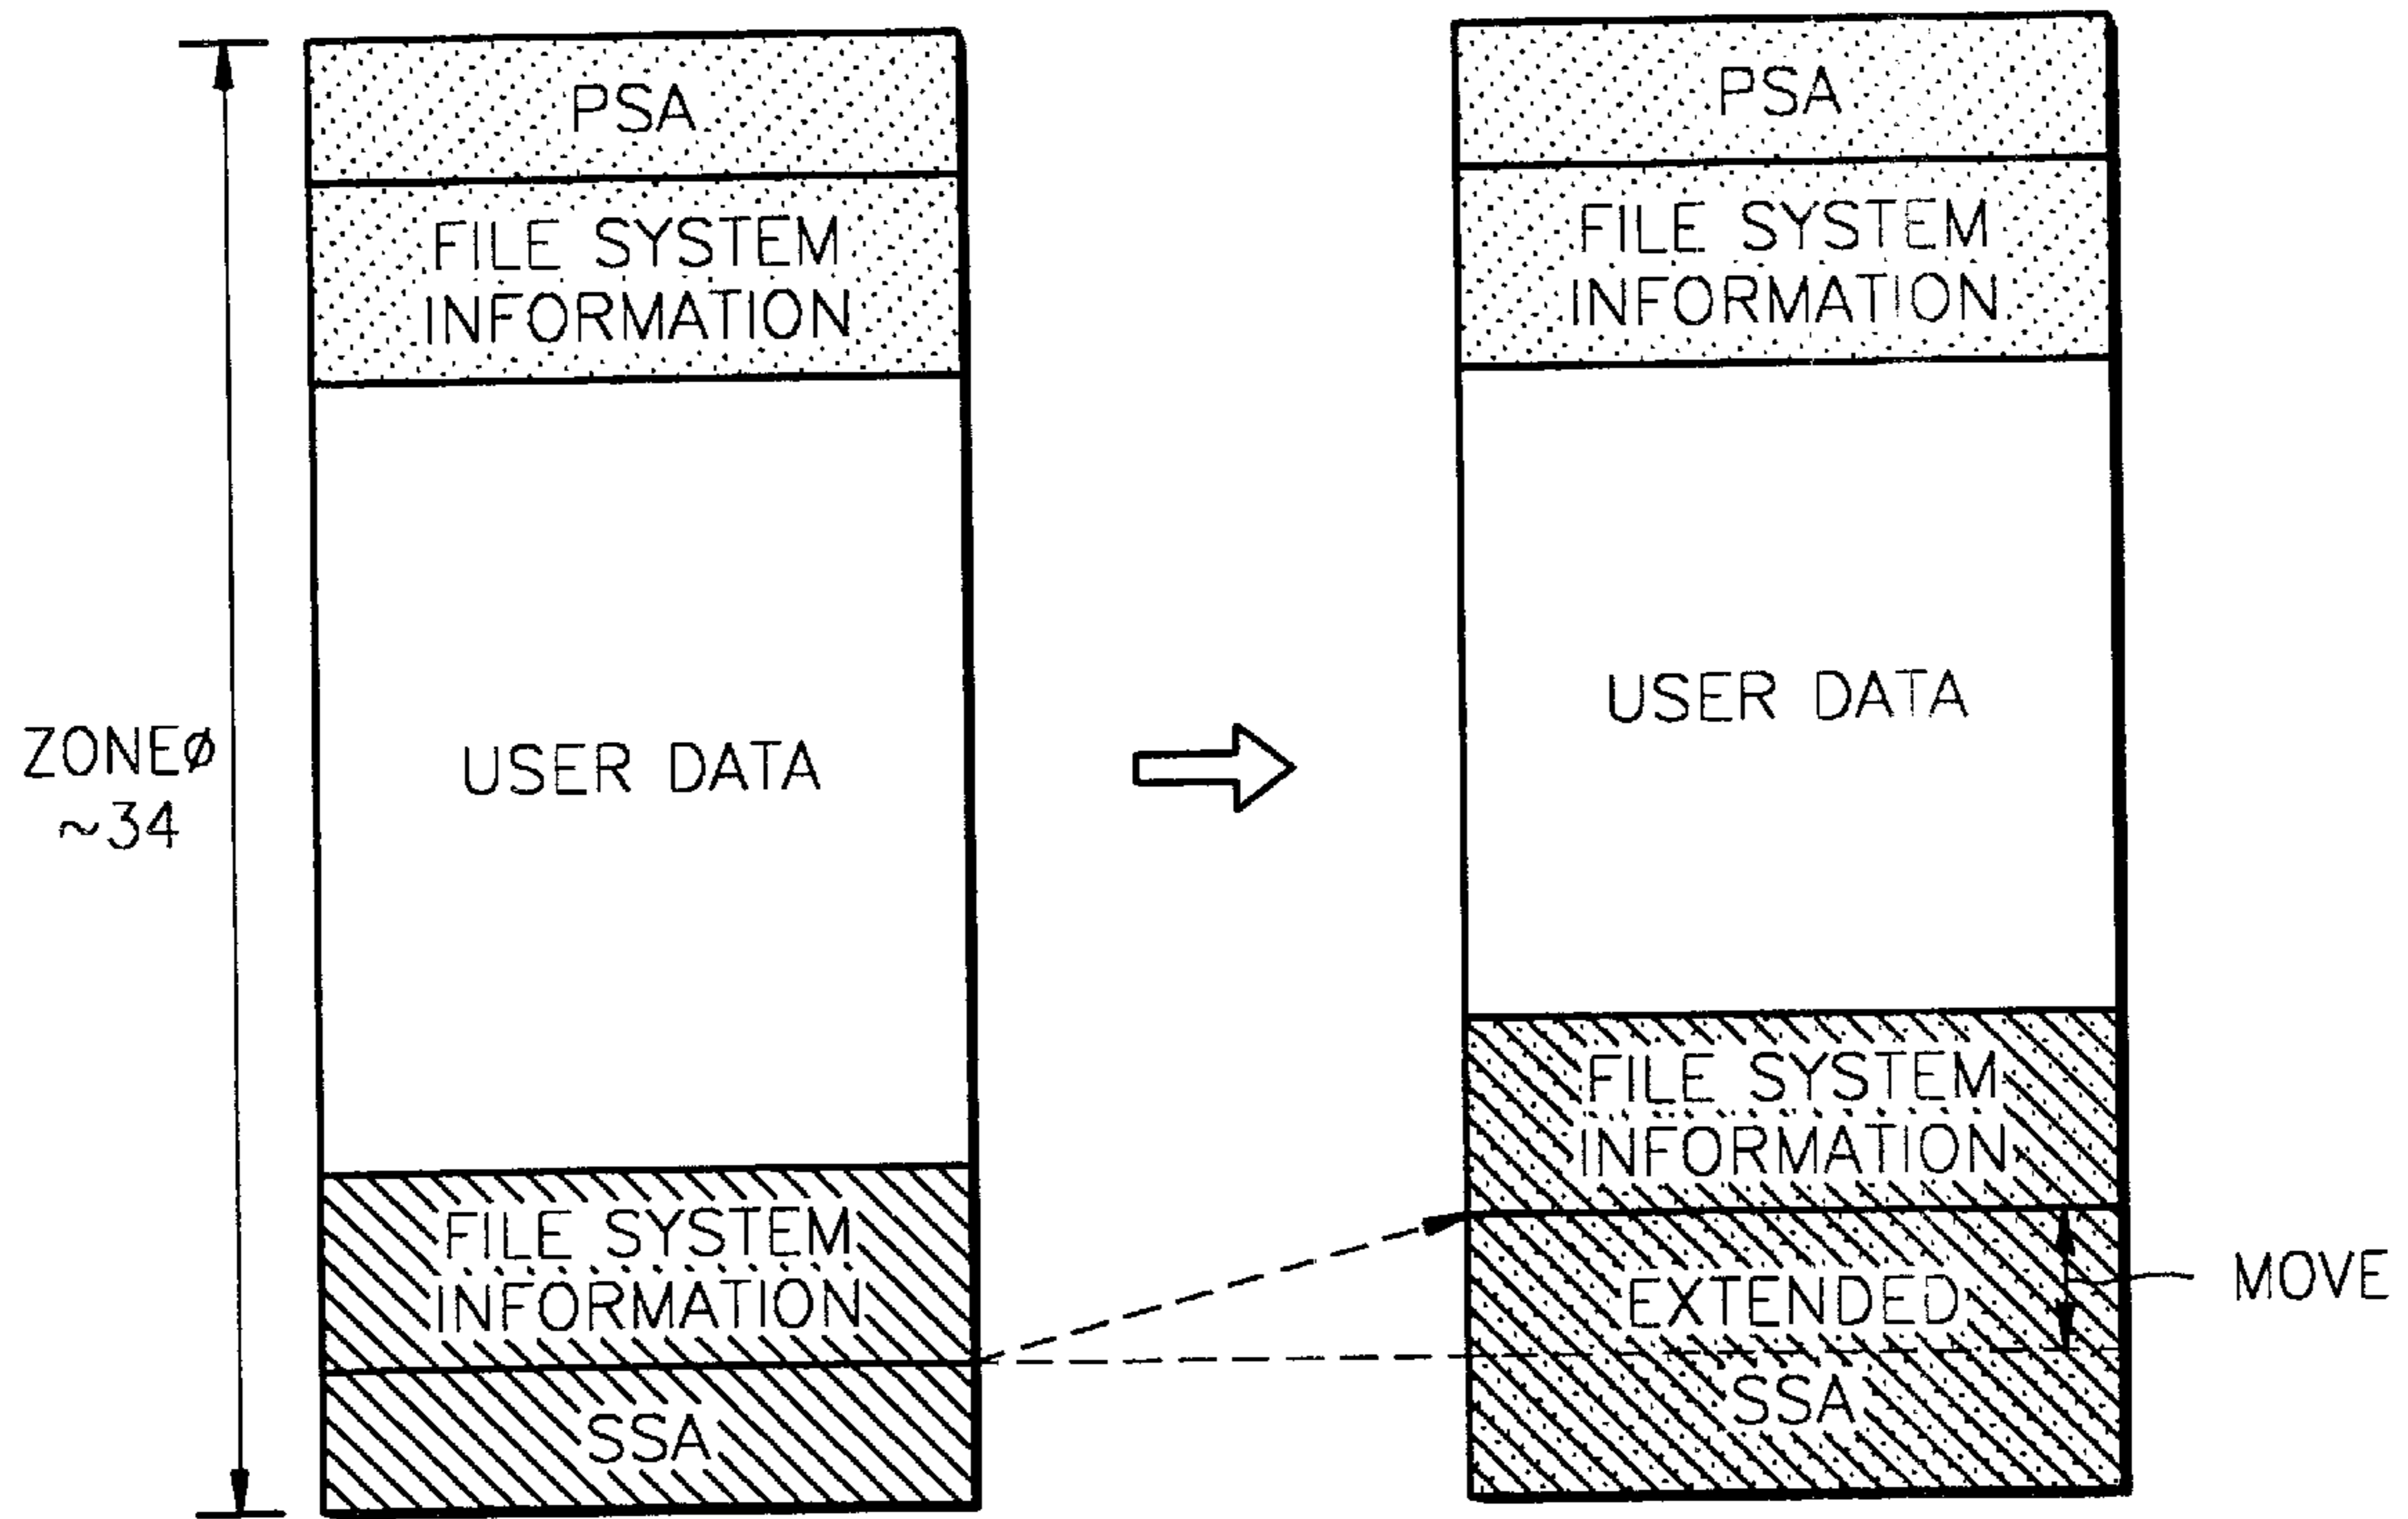 PSA
FILE SYSTEM
INFORMATION
USER DATA
FILE SYSTEM
INFORMATION
SSA
ZONEø
~34
PSA
FILE SYSTEM
INFORMATION
USER DATA
FILE SYSTEM
INFORMATION
EXTENDED
SSA
MOVE